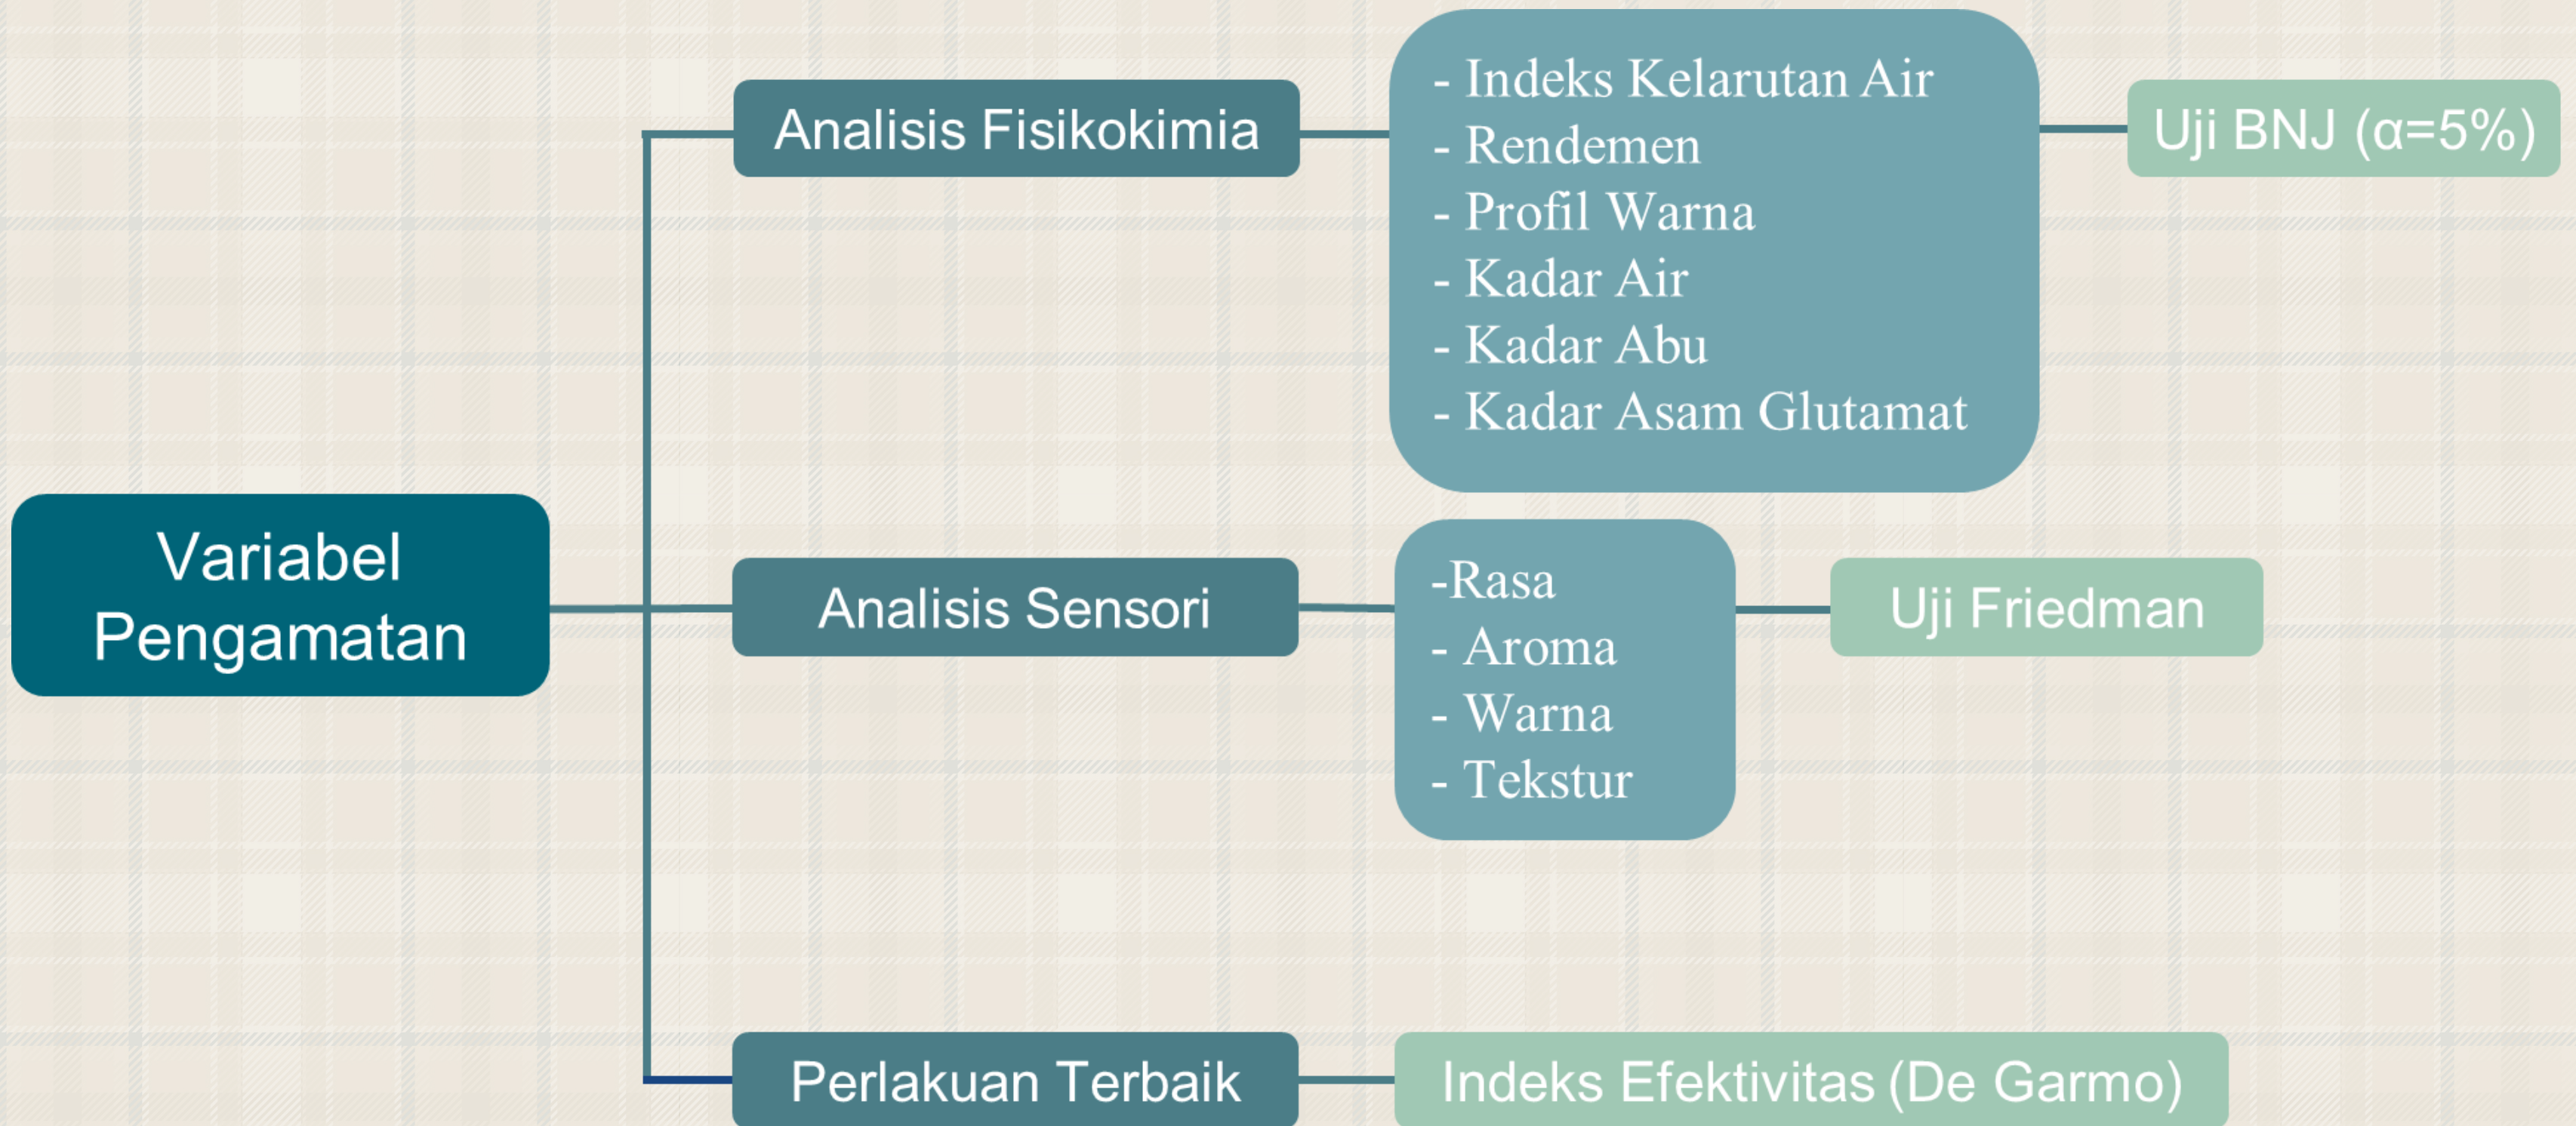 Variabel
Pengamatan
Analisis Fisikokimia
- Indeks Kelarutan Air
- Rendemen
- Profil Warna
- Kadar Air
- Kadar Abu
- Kadar Asam Glutamat
Uji BNJ (α=5%)
Analisis Sensori
-Rasa
- Aroma
- Warna
- Tekstur
Uji Friedman
Perlakuan Terbaik
Indeks Efektivitas (De Garmo)